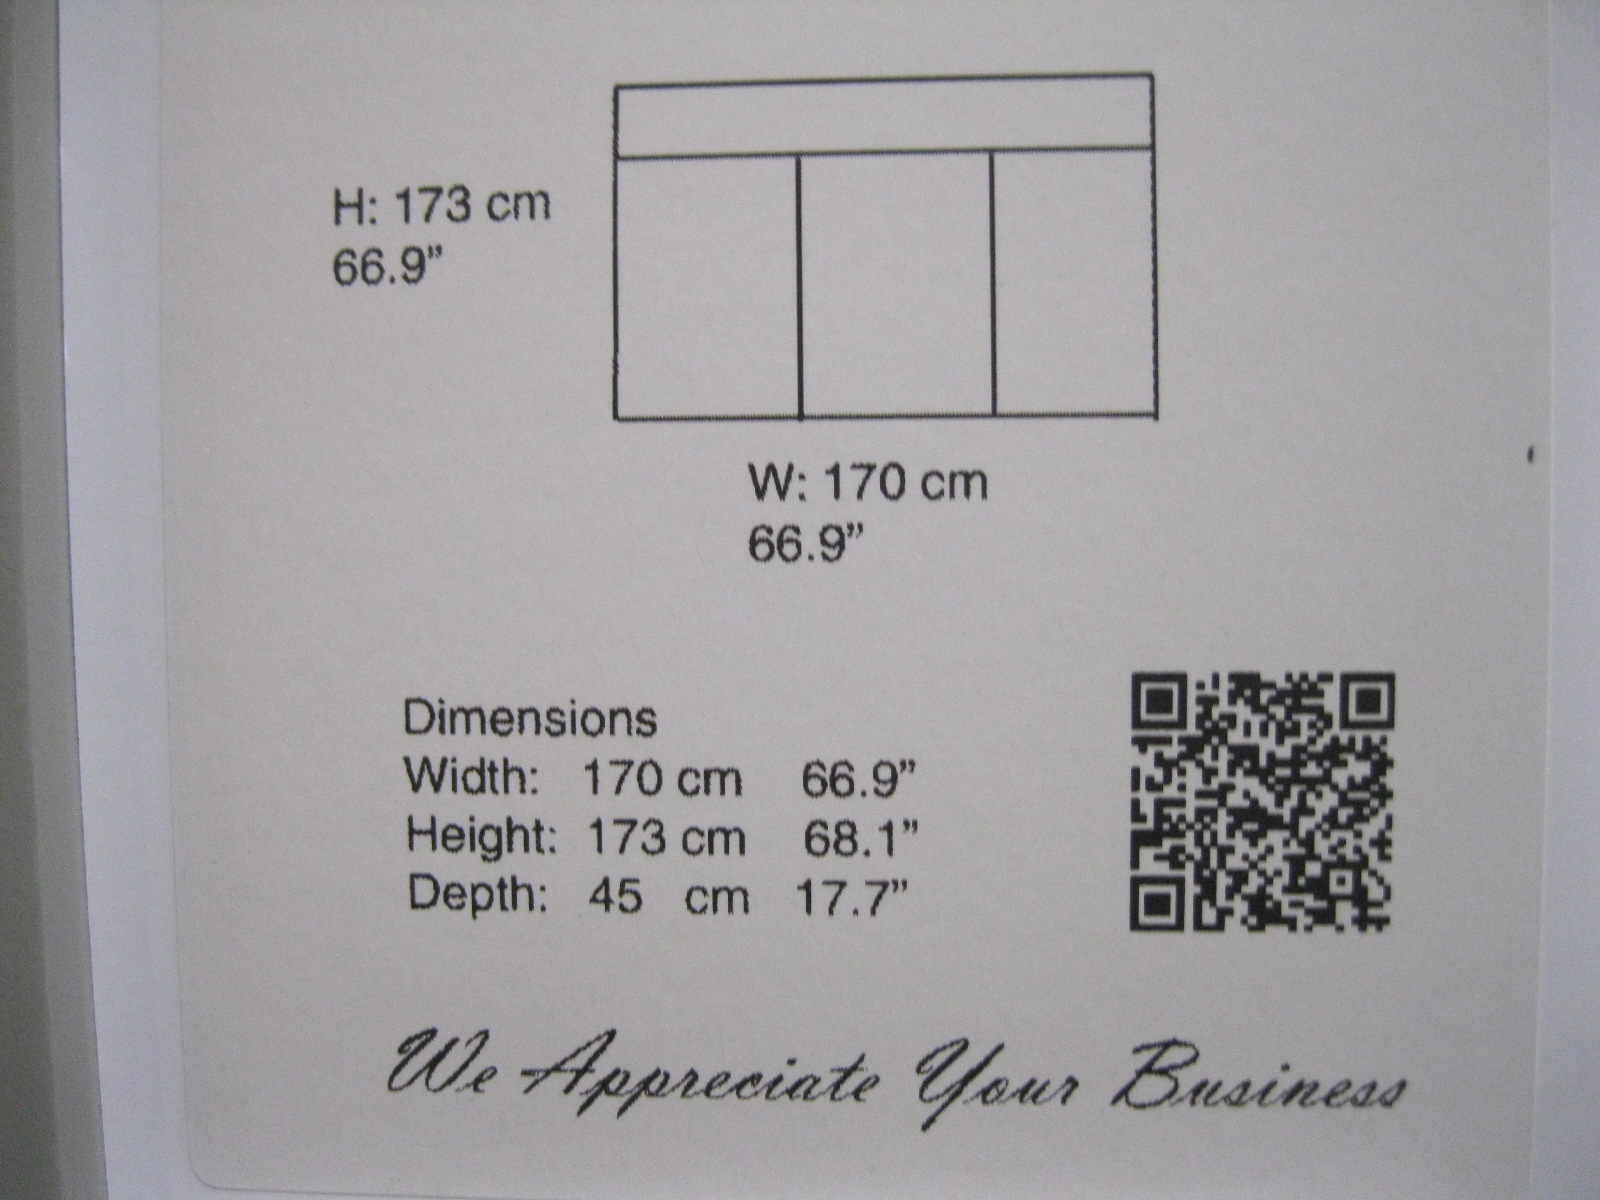 H: 173 cm
66.9”
W: 170 cm
66.9”
Dimensions
Width: 170 cm 66.9”
Height: 173 cm 68.1”
Depth: 45 cm 17.7”
We Appreciate Your Business